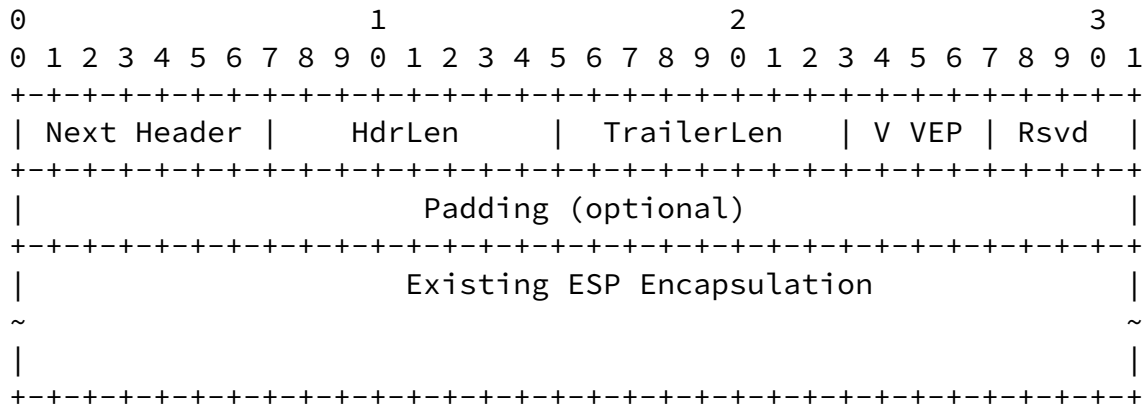 0                   1                   2                   3
0 1 2 3 4 5 6 7 8 9 0 1 2 3 4 5 6 7 8 9 0 1 2 3 4 5 6 7 8 9 0 1
+-+-+-+-+-+-+-+-+-+-+-+-+-+-+-+-+-+-+-+-+-+-+-+-+-+-+-+-+-+-+-+
| Next Header |    HdrLen     |  TrailerLen   | V VEP | Rsvd  |
+-+-+-+-+-+-+-+-+-+-+-+-+-+-+-+-+-+-+-+-+-+-+-+-+-+-+-+-+-+-+-+
|                      Padding (optional)                     |
+-+-+-+-+-+-+-+-+-+-+-+-+-+-+-+-+-+-+-+-+-+-+-+-+-+-+-+-+-+-+-+
|                     Existing ESP Encapsulation              |
~                                                             ~
|                                                             |
+-+-+-+-+-+-+-+-+-+-+-+-+-+-+-+-+-+-+-+-+-+-+-+-+-+-+-+-+-+-+-+